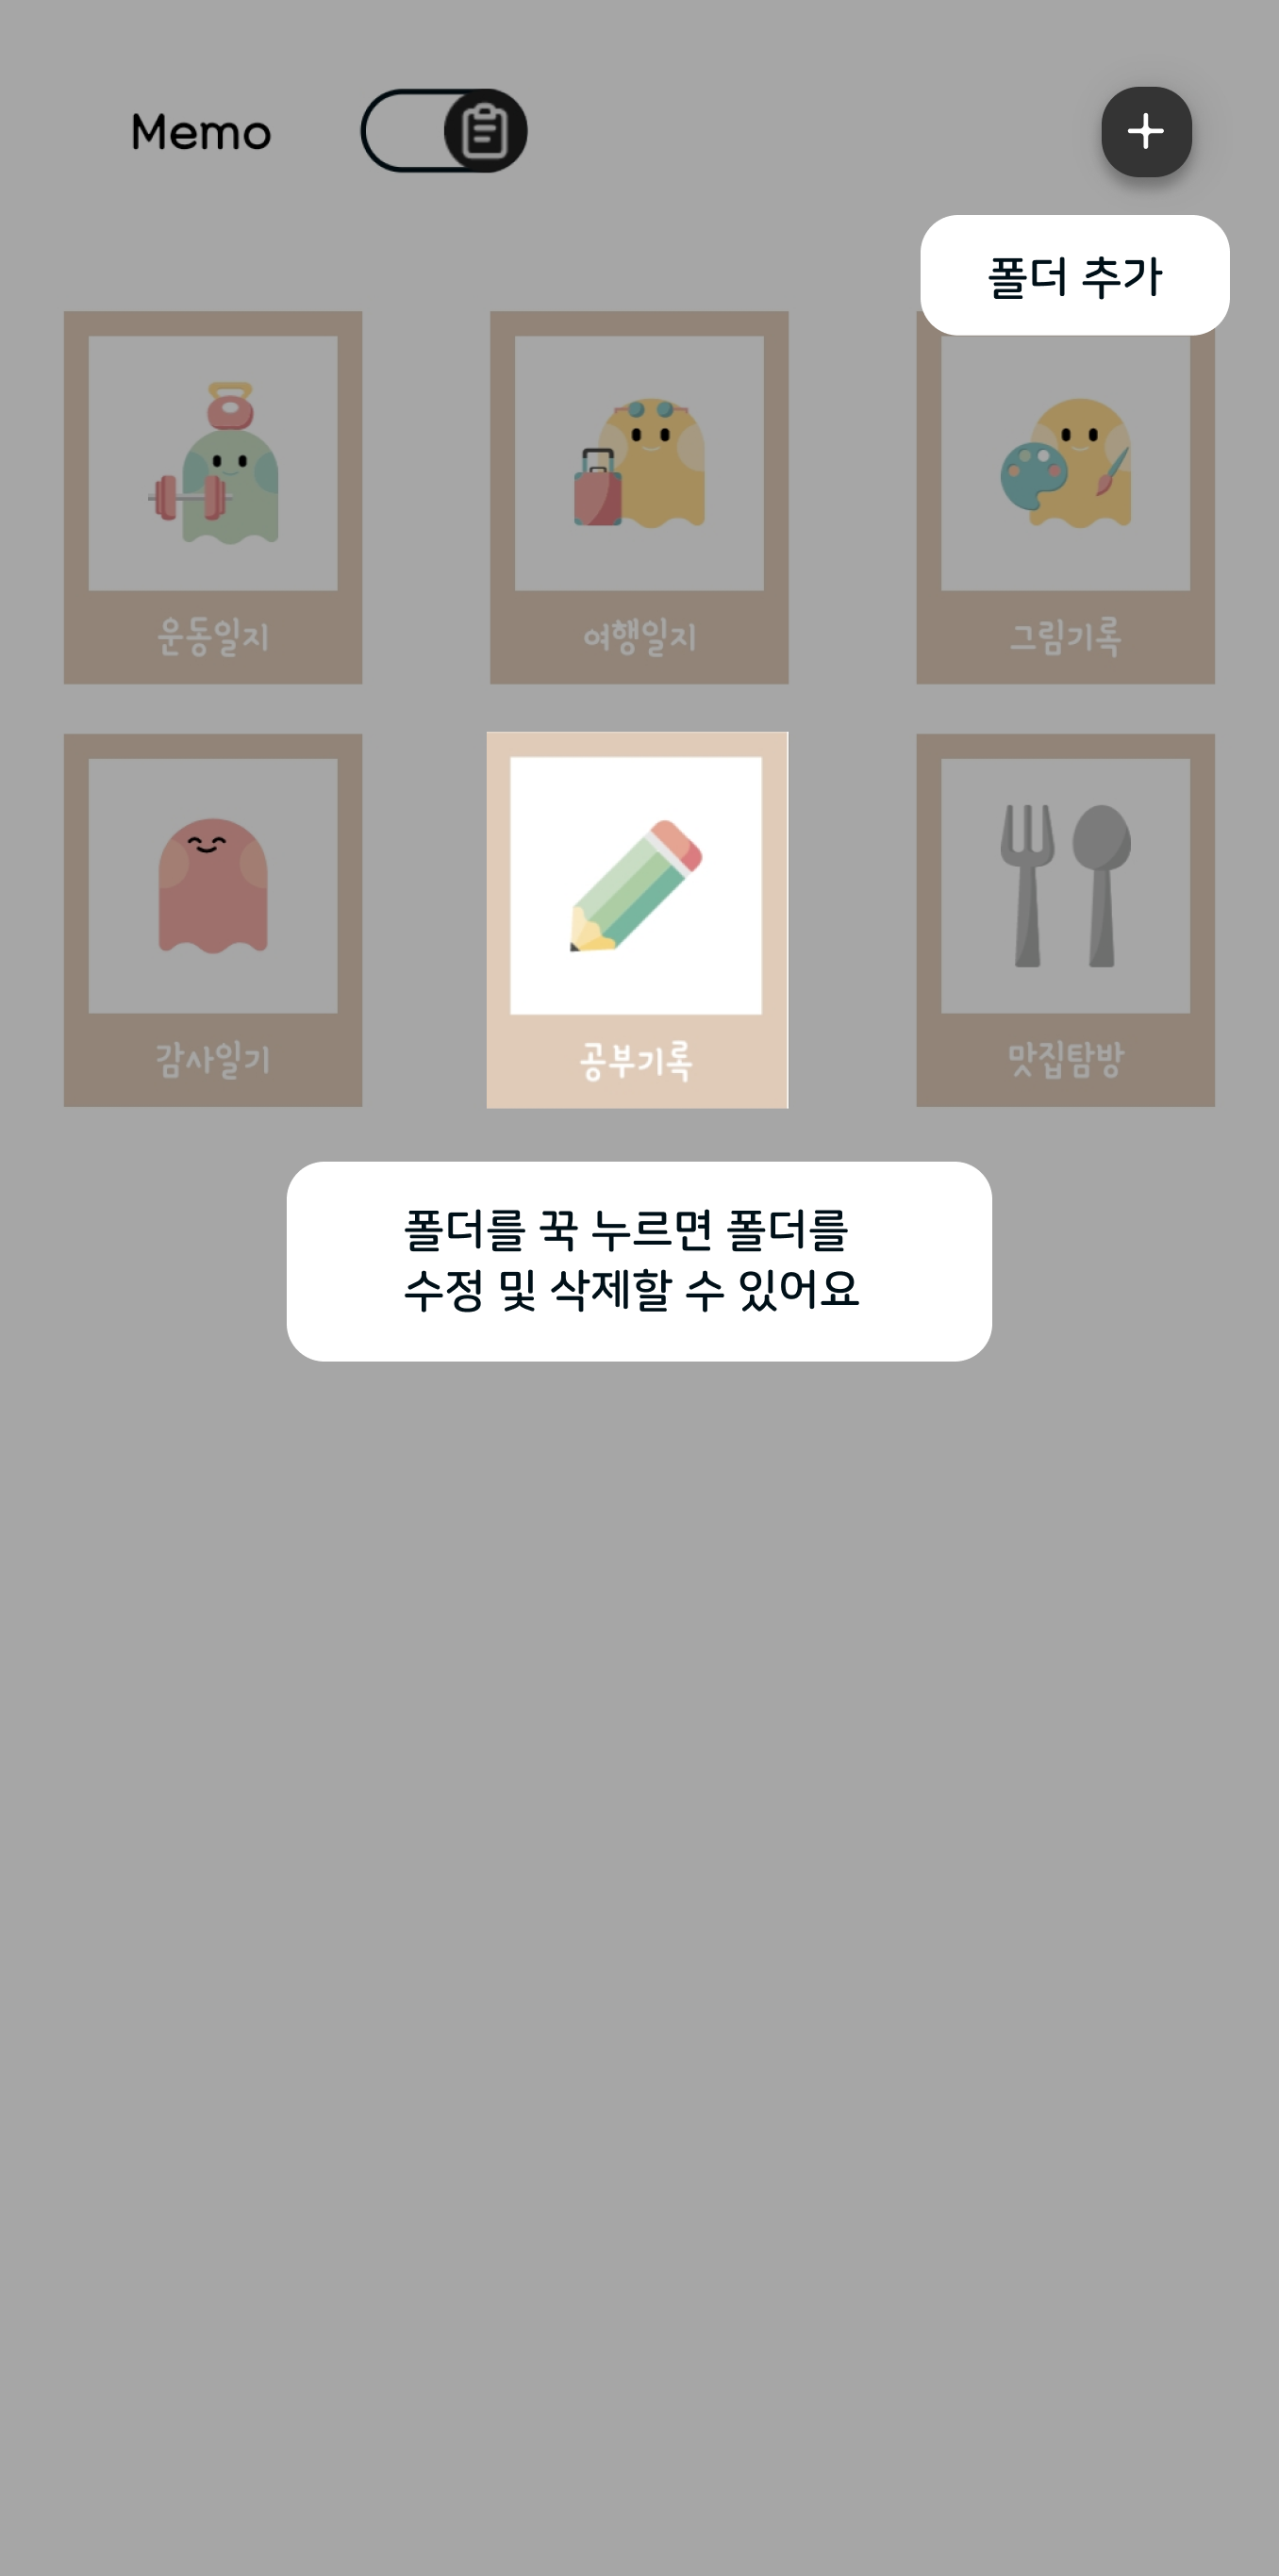 Memo
폴더 추가
운동일지
여행일지
그림기록
감사일기
공부기록
맛집탐방
폴더를 꾹 누르면 폴더를
수정 및 삭제할 수 있어요